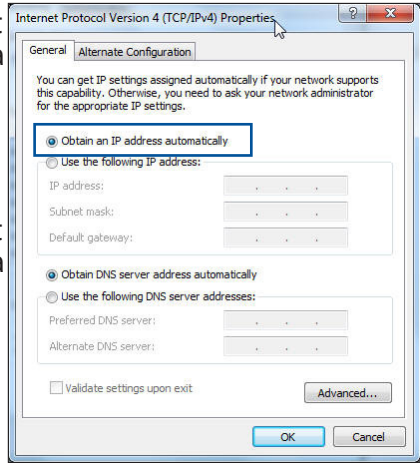 Internet Protocol Version 4 (TCP/IPv4) Properties
General
Alternate Configuration
You can get IP settings assigned automatically if your network supports
this capability. Otherwise, you need to ask your network administrator
for the appropriate IP settings.
Obtain an IP address automatically
Use the following IP address:
IP address:
Subnet mask:
Default gateway:
Obtain DNS server address automatically
Use the following DNS server addresses:
Preferred DNS server:
Alternate DNS server:
Validate settings upon exit
Advanced...
OK
Cancel